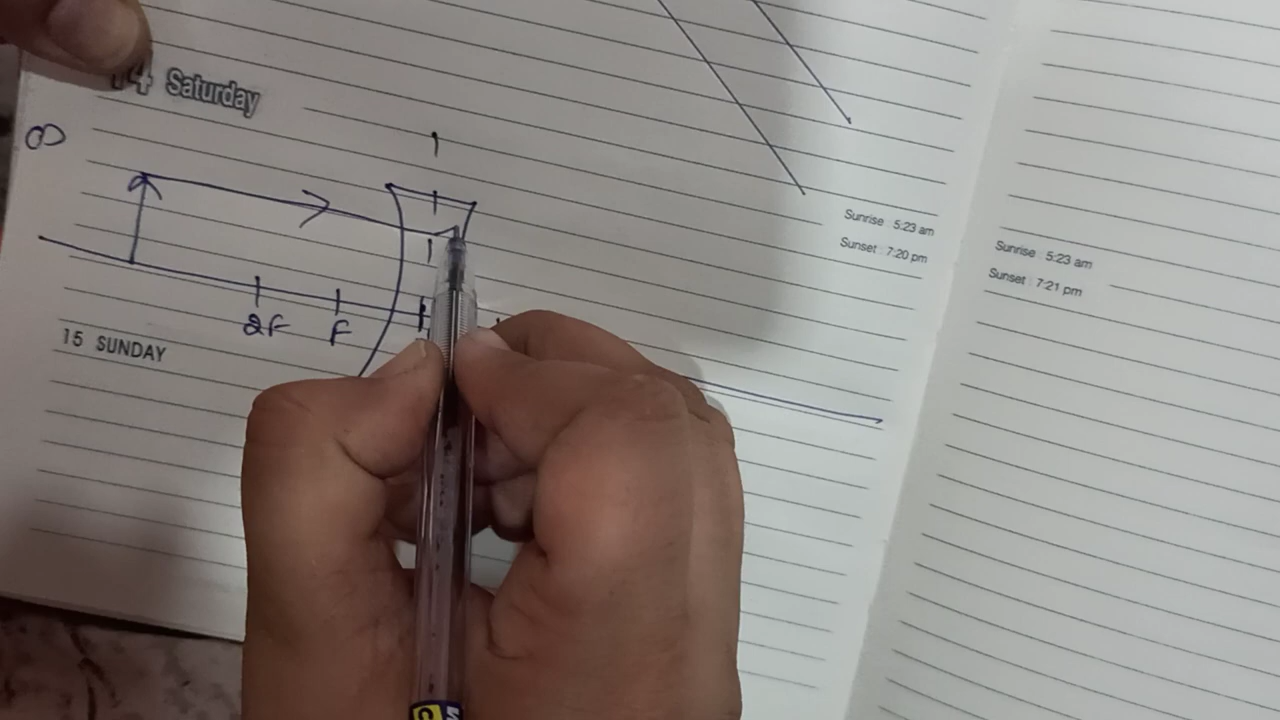 14 Saturday
∞
2F F
15 SUNDAY
Sunrise 5:23 am
Sunset 7:20 pm
Sunrise 5:23 am
Sunset 7:21 pm